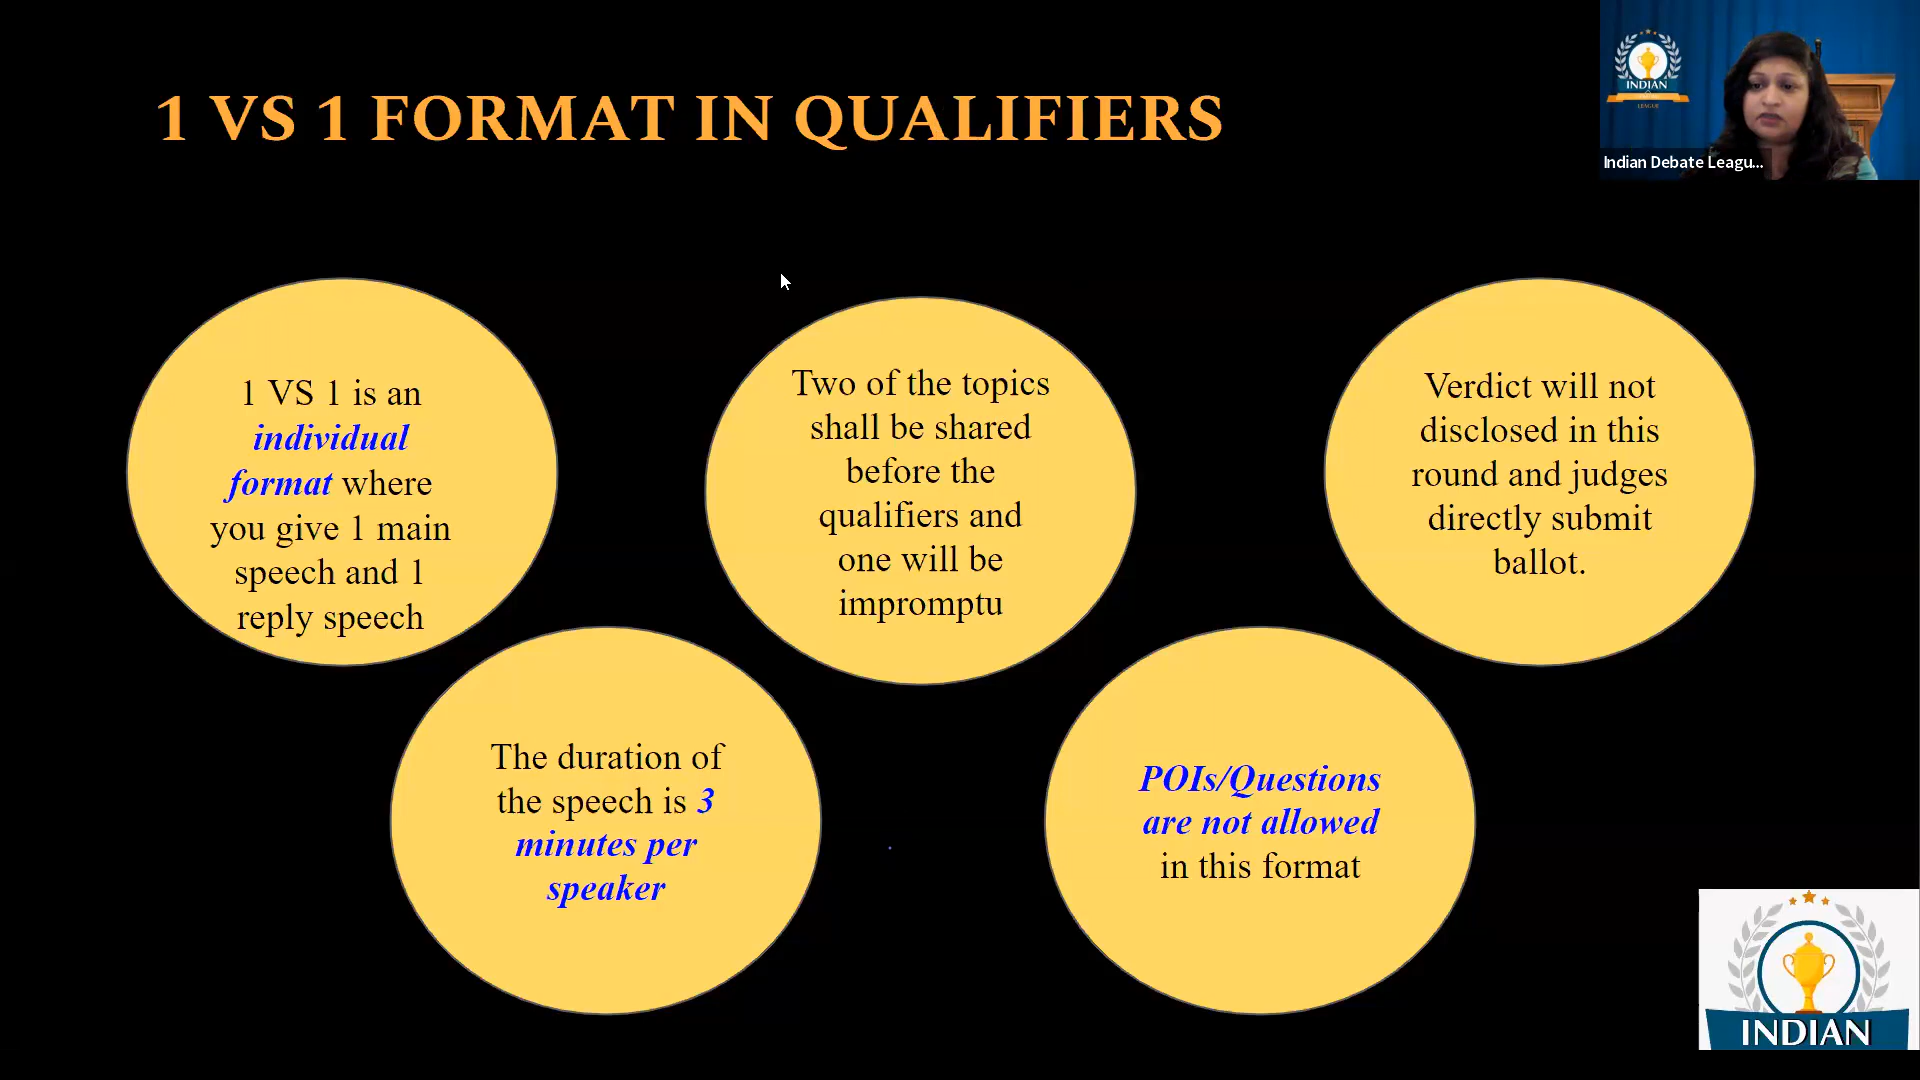 1 VS 1 FORMAT IN QUALIFIERS
INDIAN
LEAGUE
Indian Debate Leagu...
1 VS 1 is an
individual
format where
you give 1 main
speech and 1
reply speech
Two of the topics
shall be shared
before the
qualifiers and
one will be
impromptu
Verdict will not
disclosed in this
round and judges
directly submit
ballot.
The duration of
the speech is 3
minutes per
speaker
POIs/Questions
are not allowed
in this format
INDIAN